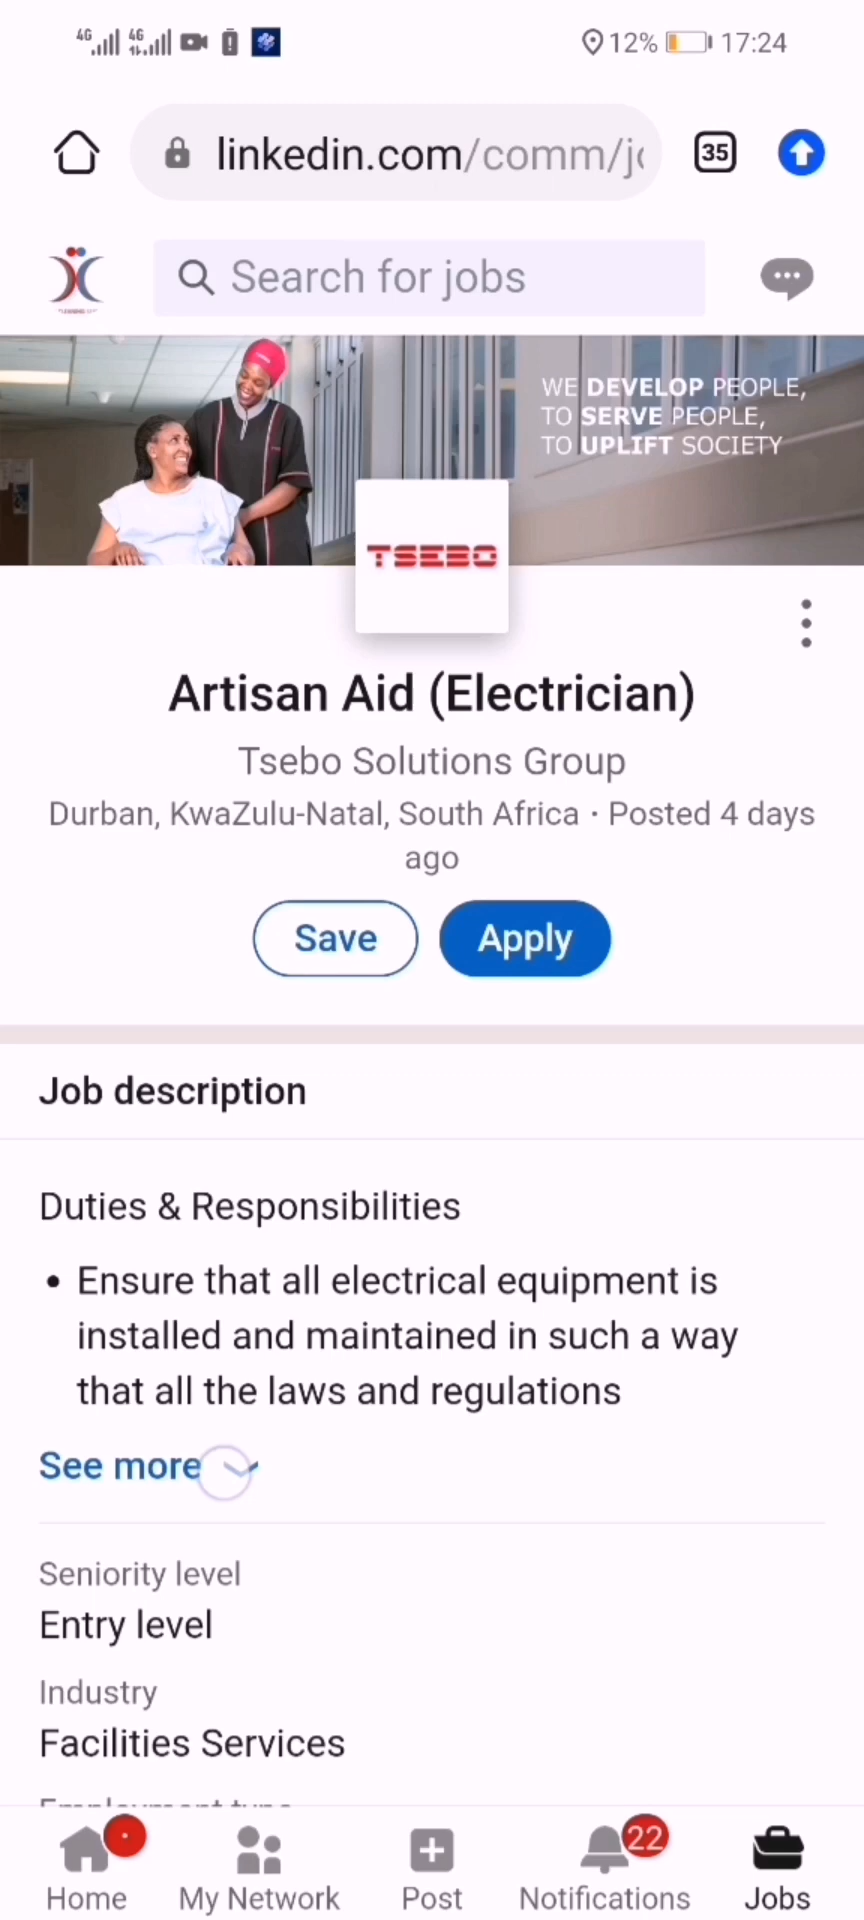 4G 4G 12% 17:24
linkedin.com/comm/j
35
Search for jobs
WE DEVELOP PEOPLE,
TO SERVE PEOPLE,
TO UPLIFT SOCIETY
TSEBO
Artisan Aid (Electrician)
Tsebo Solutions Group
Durban, KwaZulu-Natal, South Africa · Posted 4 days
ago
Save Apply
Job description
Duties & Responsibilities
• Ensure that all electrical equipment is
installed and maintained in such a way
that all the laws and regulations
See more
Seniority level
Entry level
Industry
Facilities Services
22
Home My Network Post Notifications Jobs